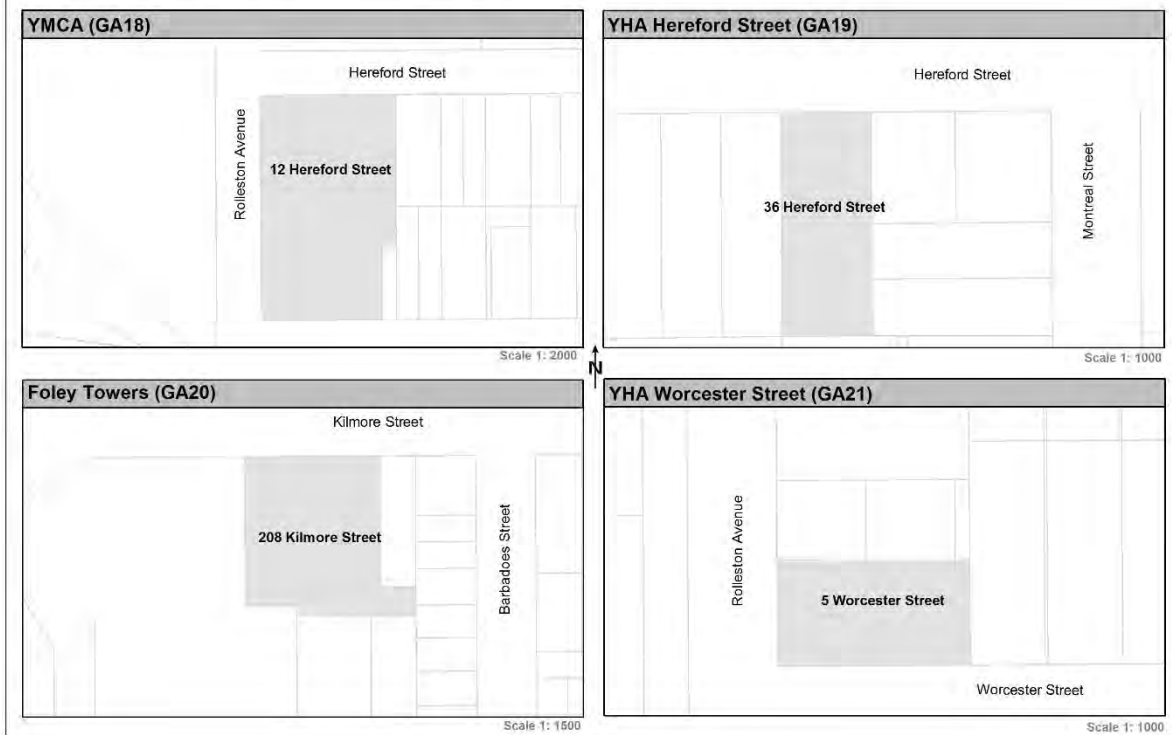 YMCA (GA18)
Hereford Street
Rolleston Avenue
12 Hereford Street
Scale 1: 2000
YHA Hereford Street (GA19)
Hereford Street
Montreal Street
36 Hereford Street
Scale 1: 1000
N
Foley Towers (GA20)
Kilmore Street
208 Kilmore Street
Barbadoes Street
Scale 1: 1500
YHA Worcester Street (GA21)
Rolleston Avenue
5 Worcester Street
Worcester Street
Scale 1: 1000